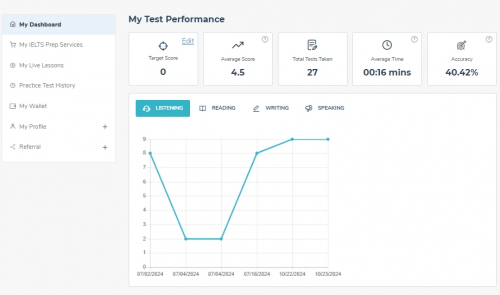 My Dashboard
My IELTS Prep Services
My Live Lessons
Practice Test History
My Wallet
My Profile +
Referral +
My Test Performance
Edit
Target Score
0
?
Average Score
4.5
Total Tests Taken
27
?
Average Time
00:16 mins
?
Accuracy
40.42%
LISTENING READING WRITING SPEAKING
9
8
7
6
5
4
3
2
1
0
07/02/2024 07/04/2024 07/04/2024 07/16/2024 10/22/2024 10/23/2024